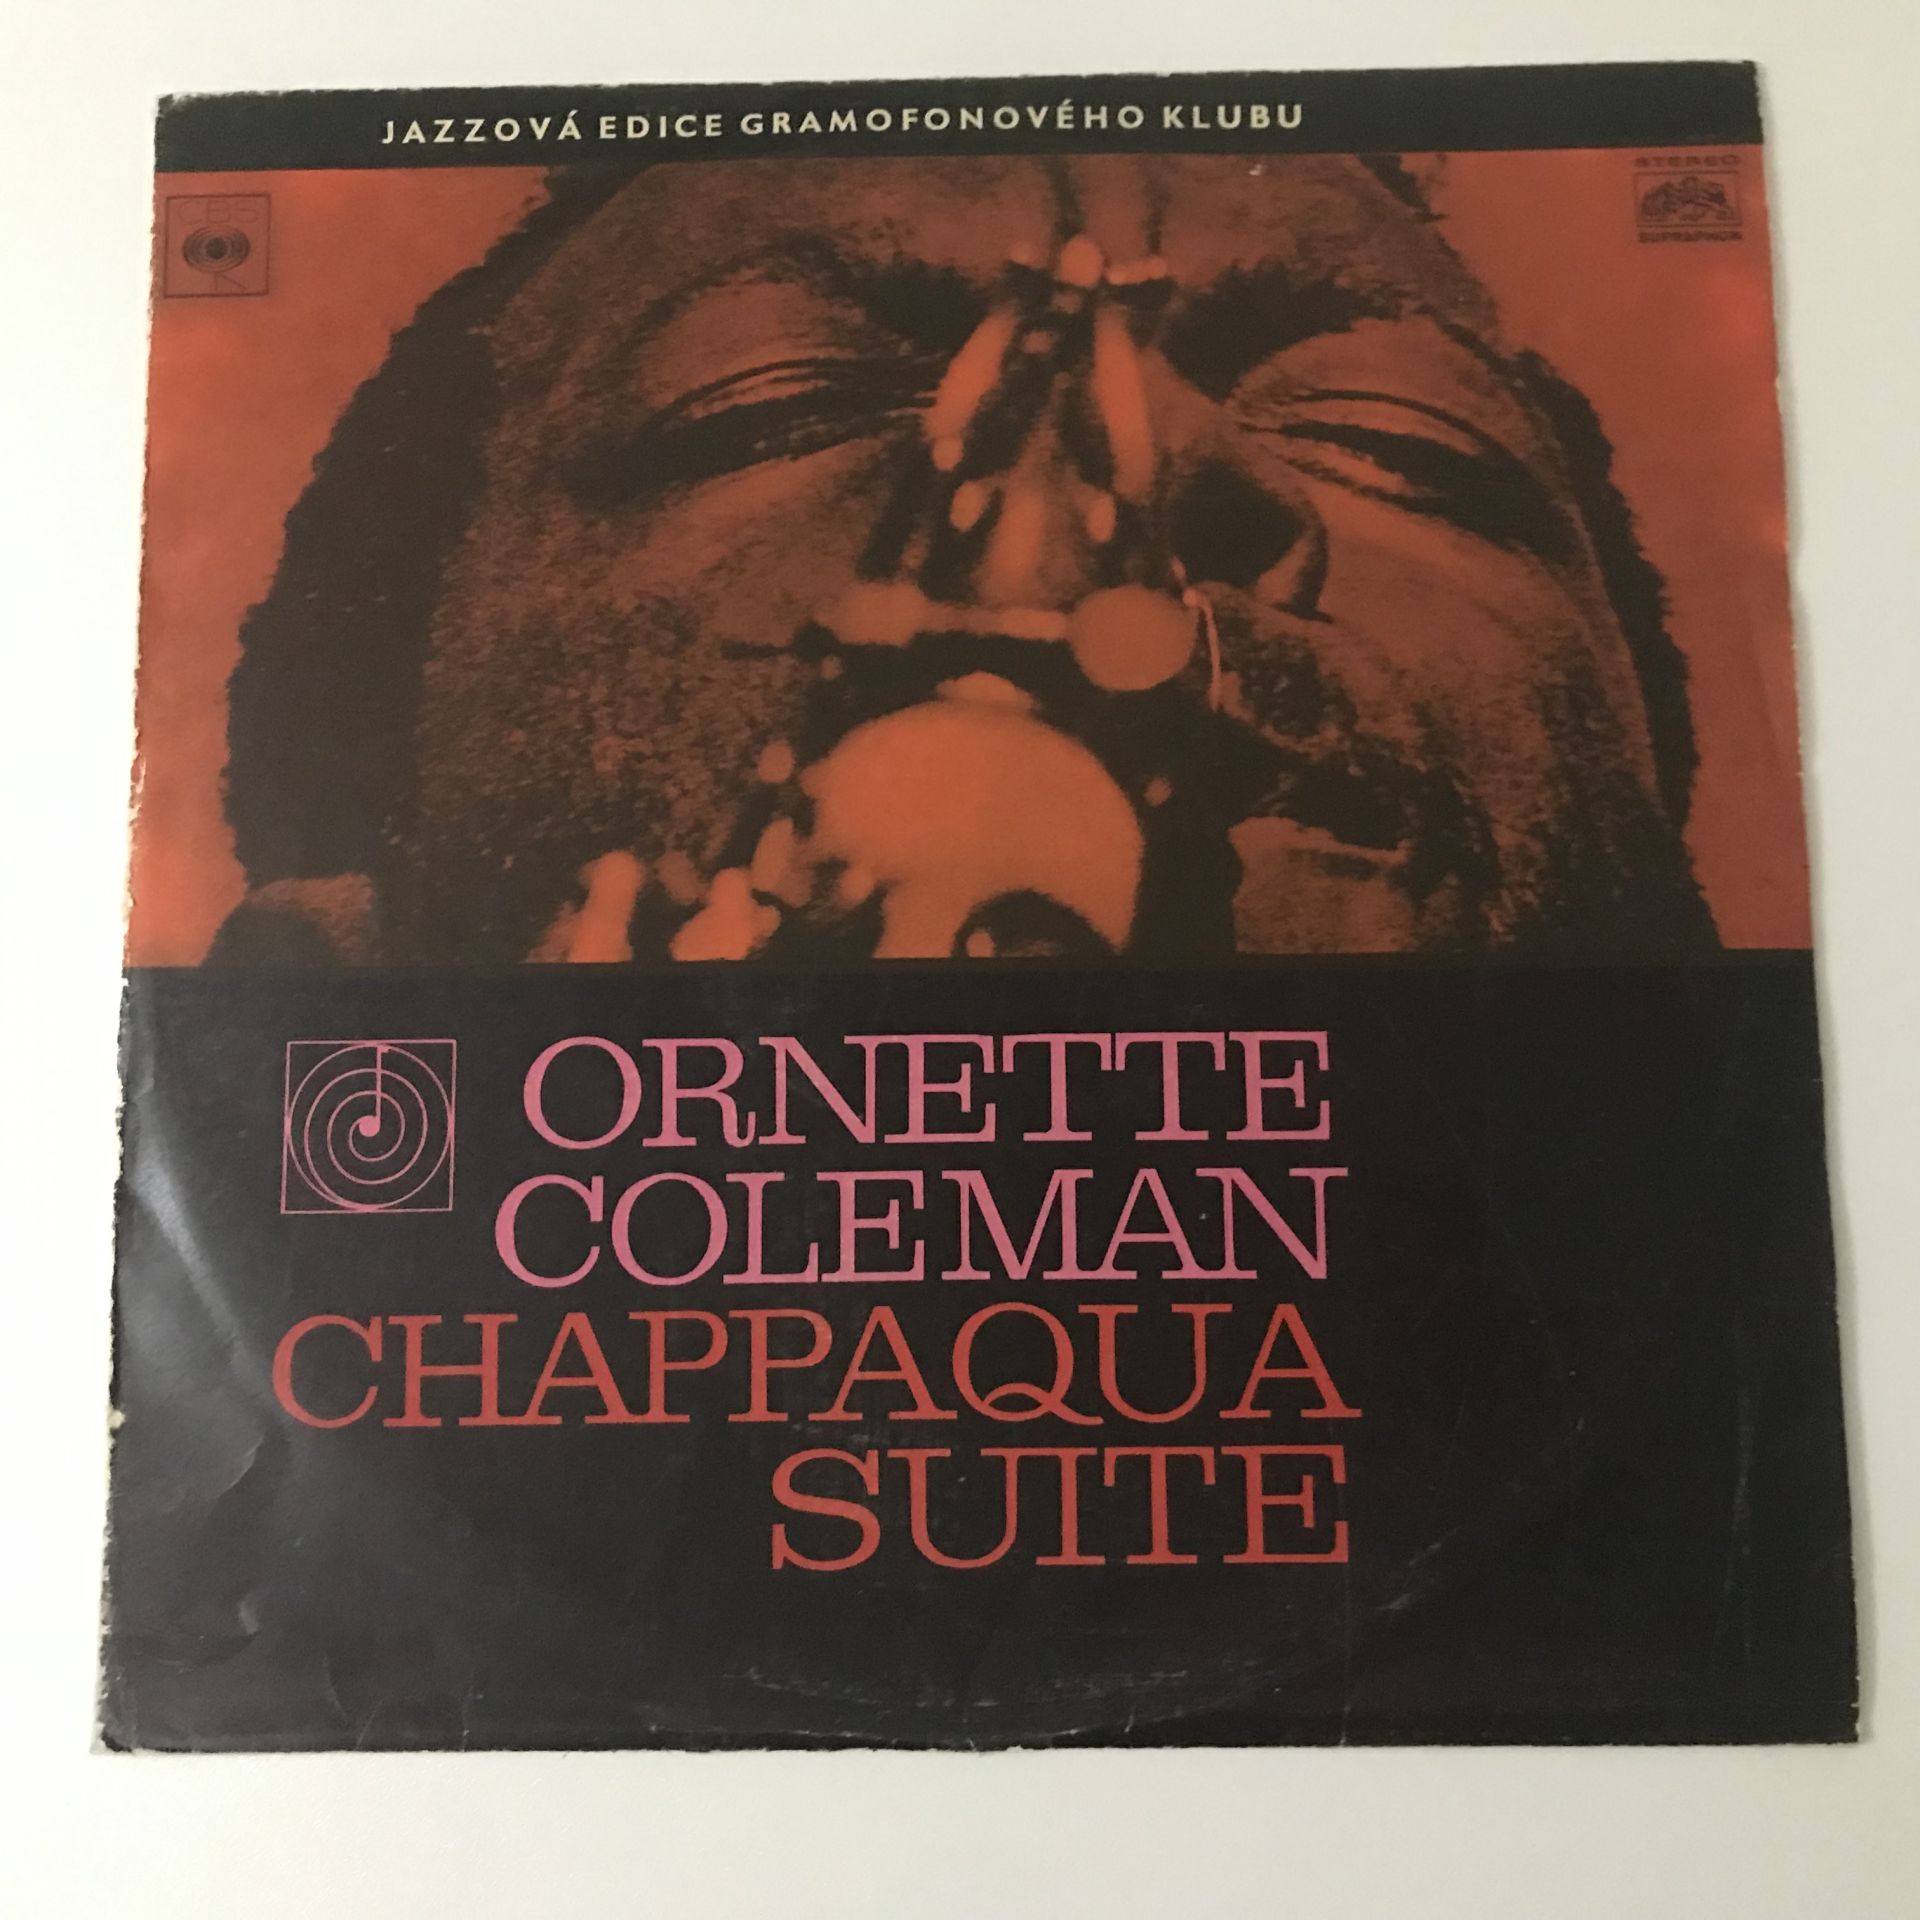 JAZZOVÁ EDICE GRAMOFONOVÉHO KLUBU
CBS
STEREO
SUPRAPHON
ORNETTE
COLEMAN
CHAPPAQUA
SUITE